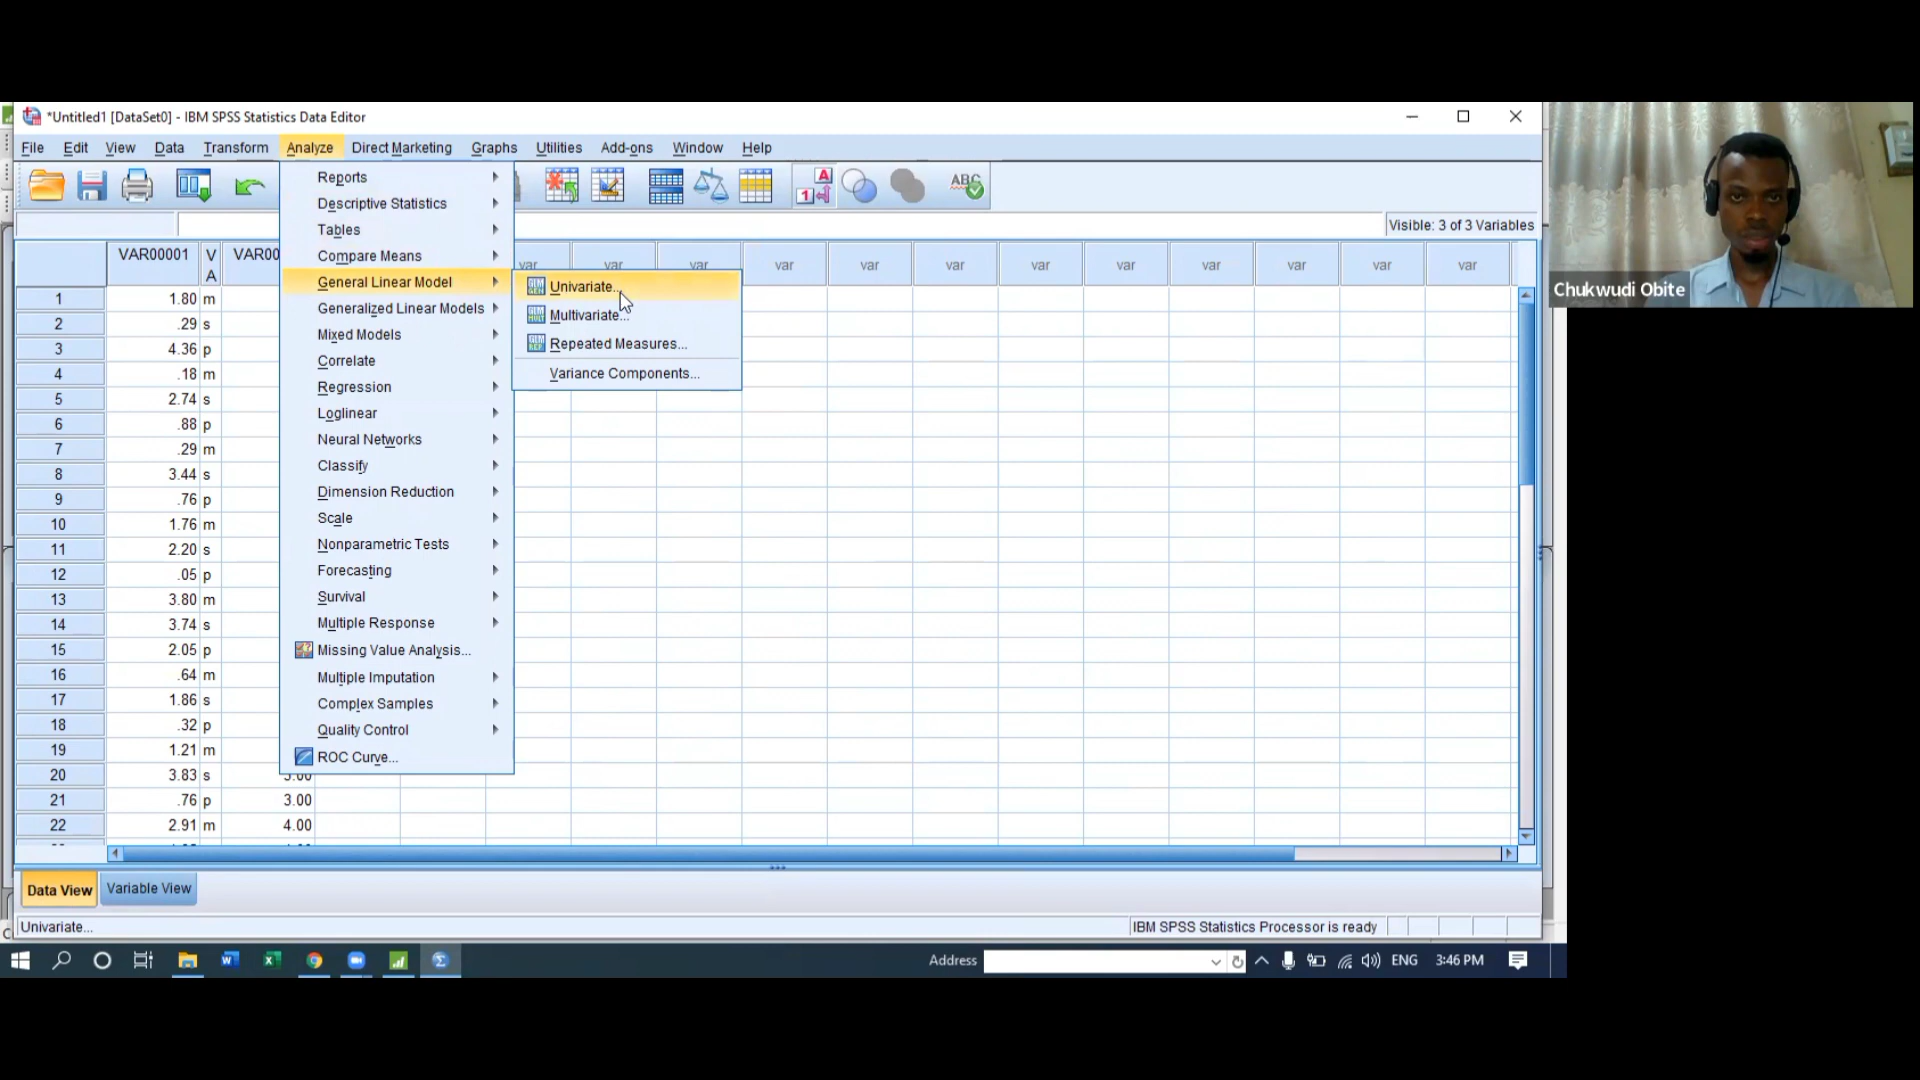 *Untitled1 [DataSet0] - IBM SPSS Statistics Data Editor
File Edit View Data Transform Analyze Direct Marketing Graphs Utilities Add-ons Window Help
Visible: 3 of 3 Variables
VAR00001 VA VAR00 var var var var var var var var var var var var
1 1.80 m
2 .29 s
3 4.36 p
4 .18 m
5 2.74 s
6 .88 p
7 .29 m
8 3.44 s
9 .76 p
10 1.76 m
11 2.20 s
12 .05 p
13 3.80 m
14 3.74 s
15 2.05 p
16 .64 m
17 1.86 s
18 .32 p
19 1.21 m
20 3.83 s 3.00
21 .76 p 3.00
22 2.91 m 4.00
Reports
Descriptive Statistics
Tables
Compare Means
General Linear Model
Generalized Linear Models
Mixed Models
Correlate
Regression
Loglinear
Neural Networks
Classify
Dimension Reduction
Scale
Nonparametric Tests
Forecasting
Survival
Multiple Response
Missing Value Analysis...
Multiple Imputation
Complex Samples
Quality Control
ROC Curve...
Univariate...
Multivariate...
Repeated Measures...
Variance Components...
Data View Variable View
Univariate... IBM SPSS Statistics Processor is ready
Address ENG 3:46 PM
Chukwudi Obite